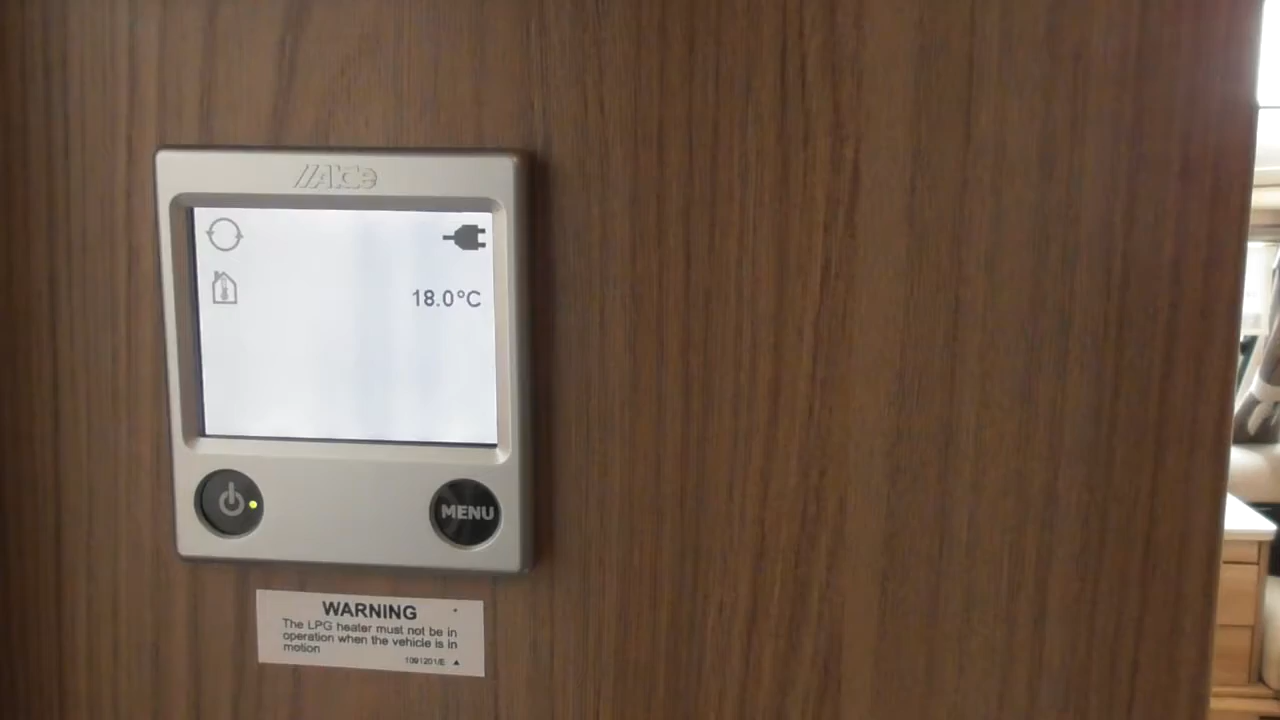 Alde
18.0°C
MENU
WARNING
The LPG heater must not be in
operation when the vehicle is in
motion
1091201/E